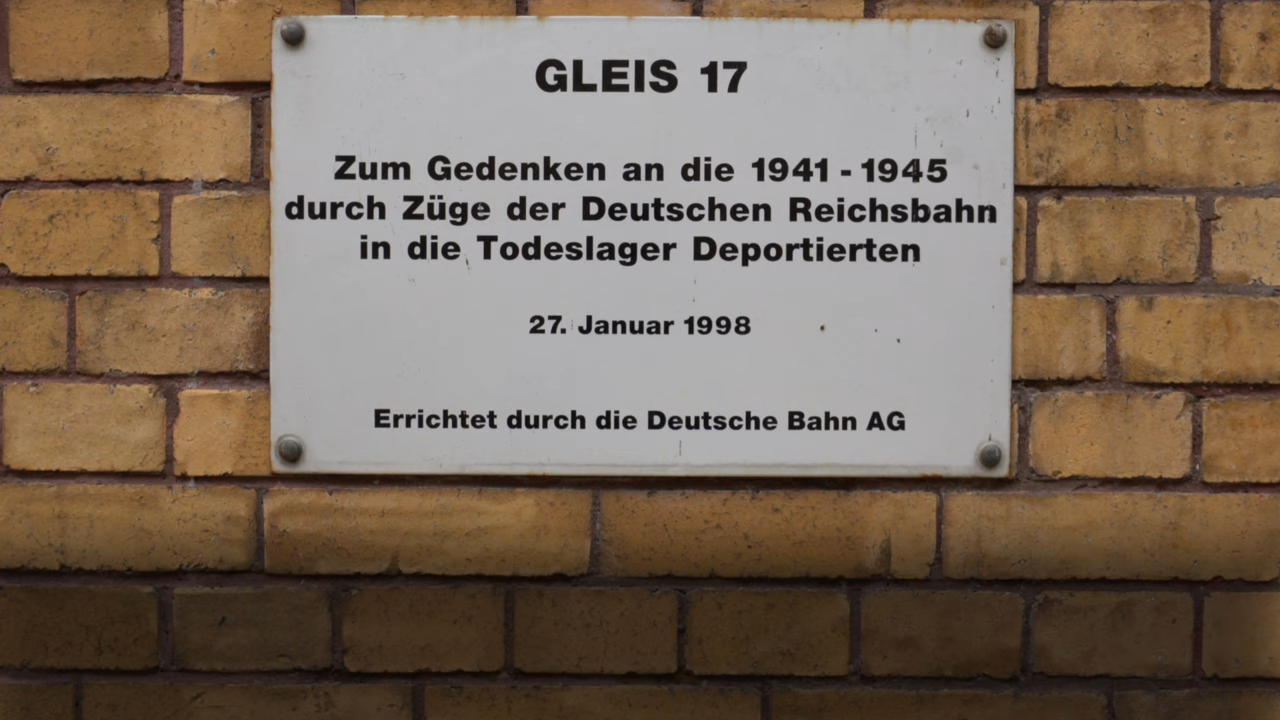 GLEIS 17
Zum Gedenken an die 1941 - 1945
durch Züge der Deutschen Reichsbahn
in die Todeslager Deportierten
27. Januar 1998
Errichtet durch die Deutsche Bahn AG